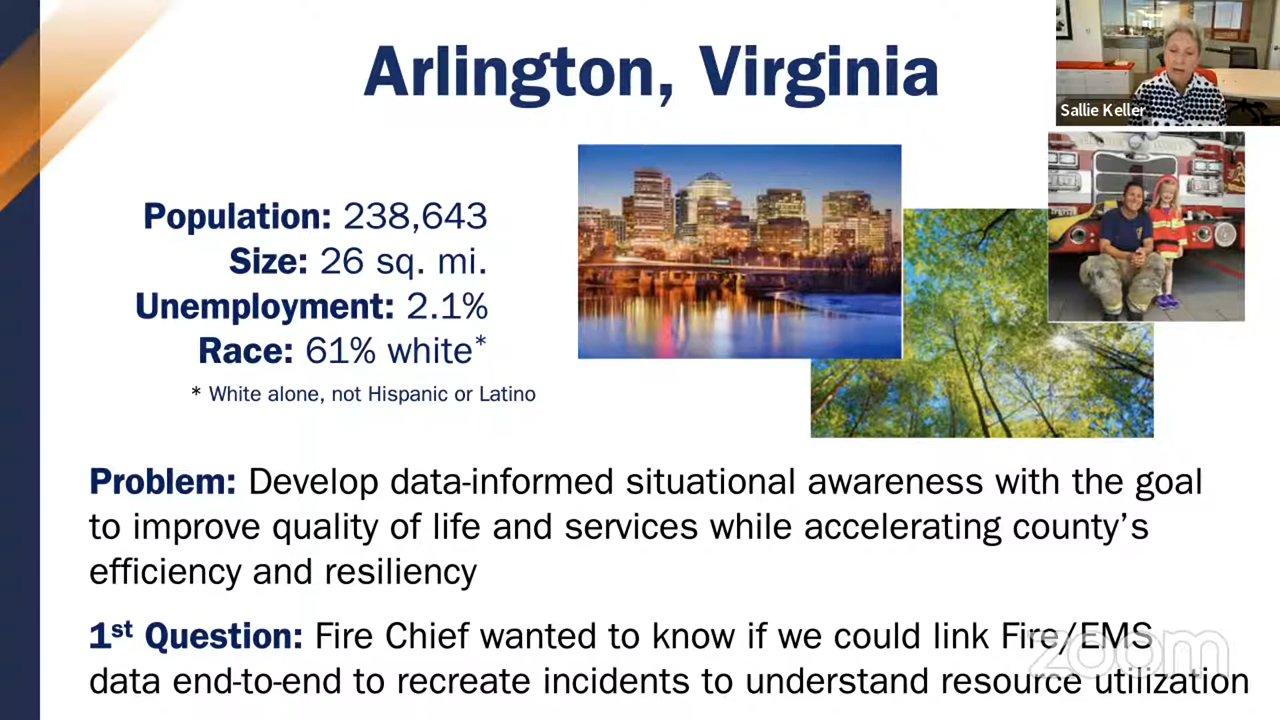 Arlington, Virginia
Sallie Keller
Population: 238,643
Size: 26 sq. mi.
Unemployment: 2.1%
Race: 61% white*
* White alone, not Hispanic or Latino
Problem: Develop data-informed situational awareness with the goal
to improve quality of life and services while accelerating county’s
efficiency and resiliency
1st Question: Fire Chief wanted to know if we could link Fire/EMS
data end-to-end to recreate incidents to understand resource utilization
zoom